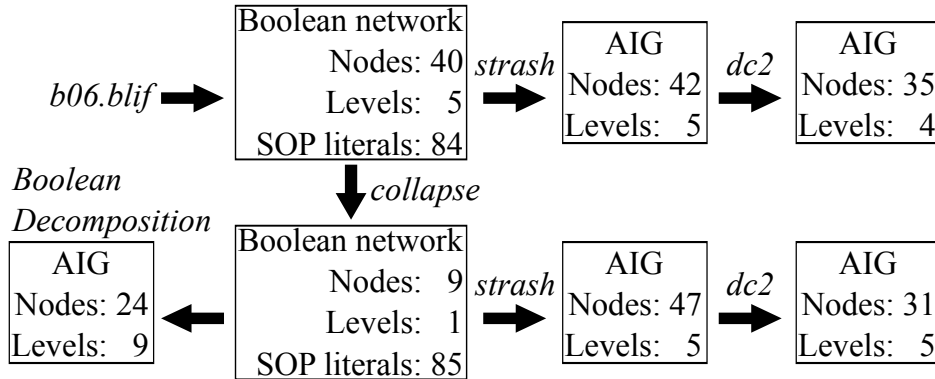 b06.blif
Boolean network
Nodes: 40
Levels: 5
SOP literals: 84
strash
AIG
Nodes: 42
Levels: 5
dc2
AIG
Nodes: 35
Levels: 4
collapse
Boolean
Decomposition
AIG
Nodes: 24
Levels: 9
Boolean network
Nodes: 9
Levels: 1
SOP literals: 85
strash
AIG
Nodes: 47
Levels: 5
dc2
AIG
Nodes: 31
Levels: 5